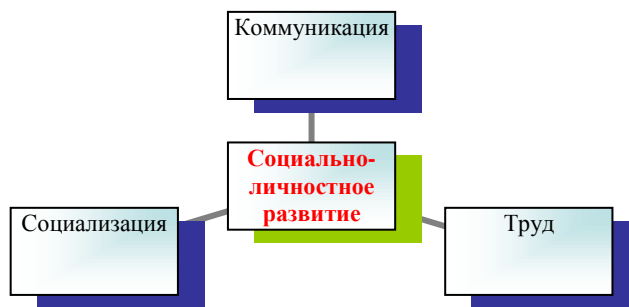 Коммуникация
Социально-
личностное
развитие
Социализация
Труд